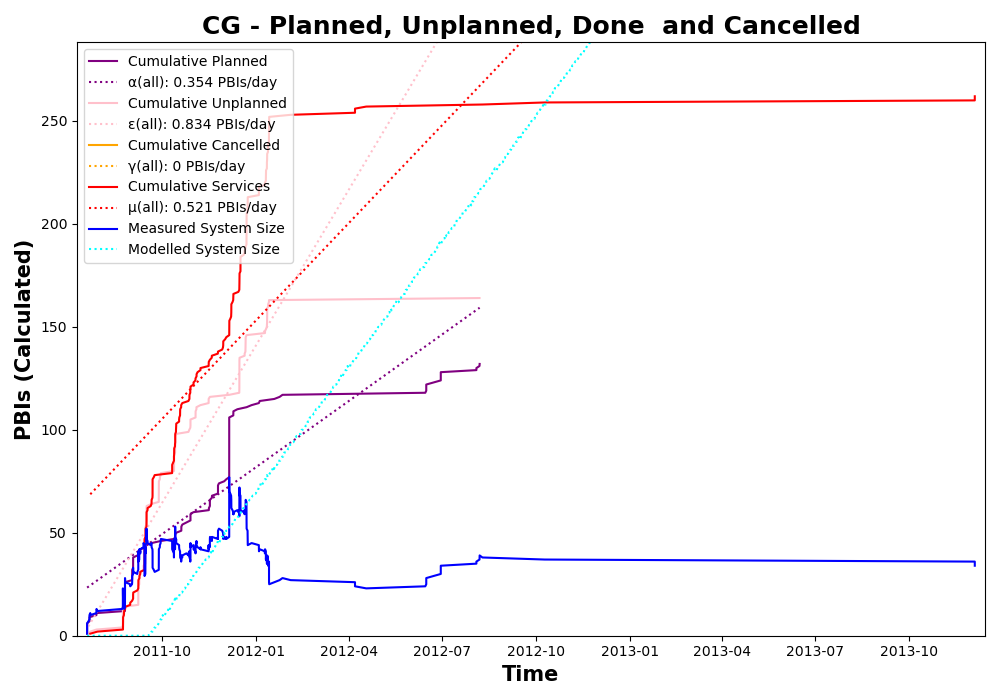 CG - Planned, Unplanned, Done  and Cancelled
PBIs (Calculated)
250
200
150
100
50
0
Cumulative Planned
α(all): 0.354 PBIs/day
Cumulative Unplanned
ε(all): 0.834 PBIs/day
Cumulative Cancelled
γ(all): 0 PBIs/day
Cumulative Services
μ(all): 0.521 PBIs/day
Measured System Size
Modelled System Size
2011-10 2012-01 2012-04 2012-07 2012-10 2013-01 2013-04 2013-07 2013-10
Time